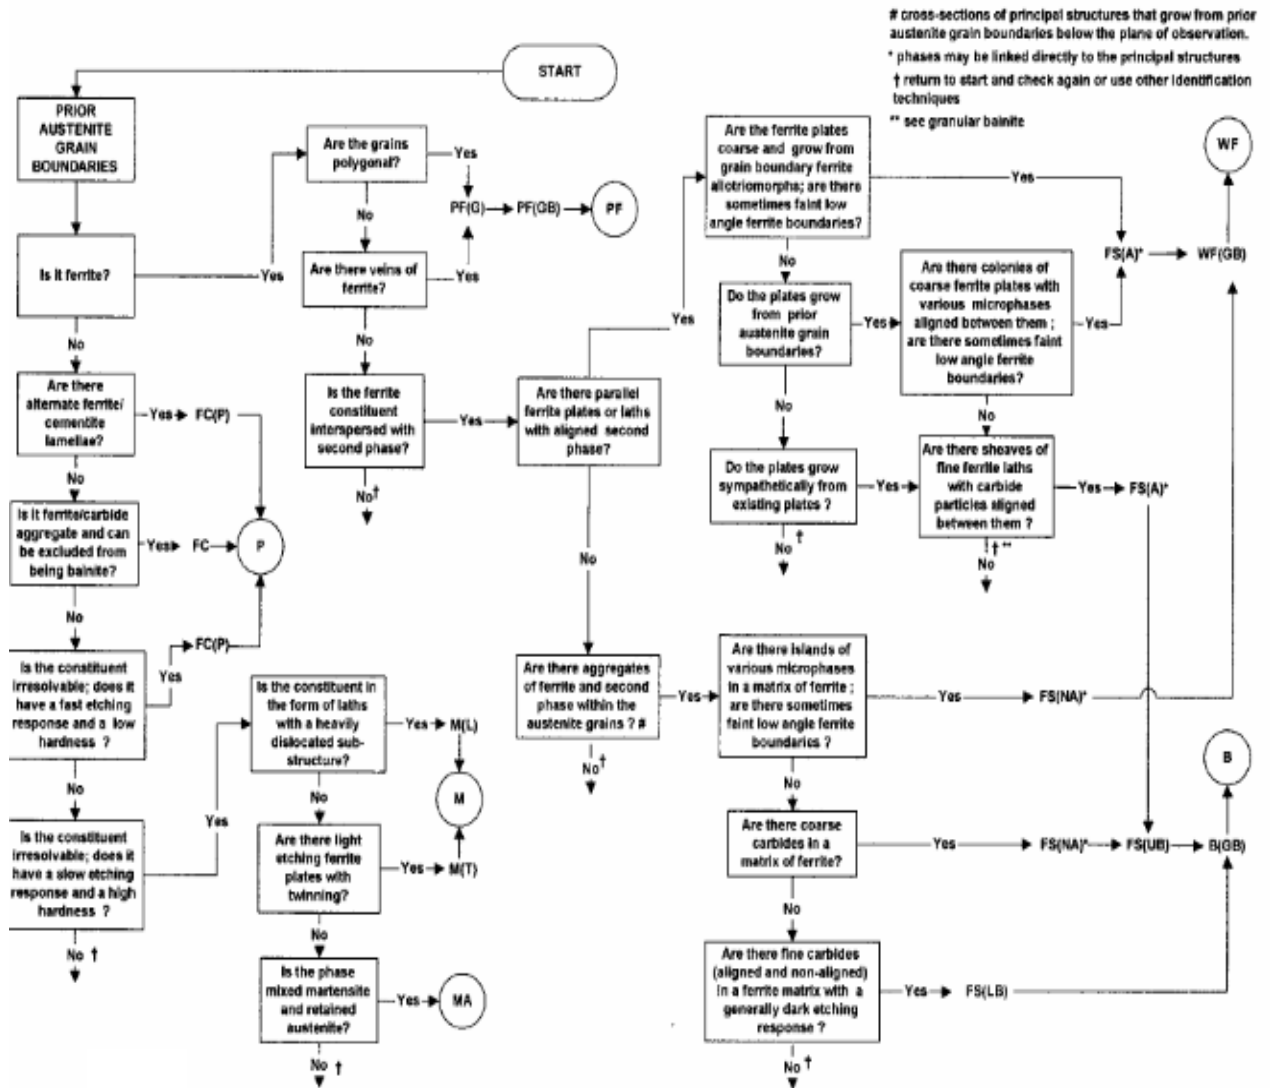 # cross-sections of principal structures that grow from prior
austenite grain boundaries below the plane of observation.
* phases may be linked directly to the principal structures
† return to start and check again or use other identification
techniques
** see granular bainite
START
PRIOR
AUSTENITE
GRAIN
BOUNDARIES
Is it ferrite?
Yes
No
Are the grains
polygonal?
Yes
No
PF(G)
PF(GB)
PF
Are there veins of
ferrite?
Yes
No
Is the ferrite
constituent
interspersed with
second phase?
Yes
No†
Are there
alternate ferrite/
cementite
lamellae?
Yes
FC(P)
No
Is it ferrite/carbide
aggregate and can
be excluded from
being bainite?
Yes
FC
P
No
FC(P)
Is the constituent
irresolvable; does it
have a fast etching
response and a low
hardness ?
Yes
No
Is the constituent
irresolvable; does it
have a slow etching
response and a high
hardness ?
Yes
No †
Is the constituent in
the form of laths
with a heavily
dislocated sub-
structure?
Yes
M(L)
M
No
Are there light
etching ferrite
plates with
twinning?
Yes
M(T)
No
Is the phase
mixed martensite
and retained
austenite?
Yes
MA
No †
Are there parallel
ferrite plates or laths
with aligned second
phase?
Yes
No
Are the ferrite plates
coarse and grow from
grain boundary ferrite
allotriomorphs; are there
sometimes faint low
angle ferrite boundaries?
Yes
No
FS(A)*
WF(GB)
WF
Do the plates grow
from prior
austenite grain
boundaries?
Yes
No
Are there colonies of
coarse ferrite plates with
various microphases
aligned between them ;
are there sometimes faint
low angle ferrite
boundaries?
Yes
No
Do the plates grow
sympathetically from
existing plates ?
Yes
†
No
Are there sheaves of
fine ferrite laths
with carbide
particles aligned
between them ?
Yes
FS(A)*
† **
No
Are there aggregates
of ferrite and second
phase within the
austenite grains ? #
Yes
No†
Are there islands of
various microphases
in a matrix of ferrite ;
are there sometimes
faint low angle ferrite
boundaries ?
Yes
FS(NA)*
No
Are there coarse
carbides in a
matrix of ferrite?
Yes
FS(NA)*
FS(UB)
B(GB)
B
No
Are there fine carbides
(aligned and non-aligned)
in a ferrite matrix with a
generally dark etching
response ?
Yes
FS(LB)
No†